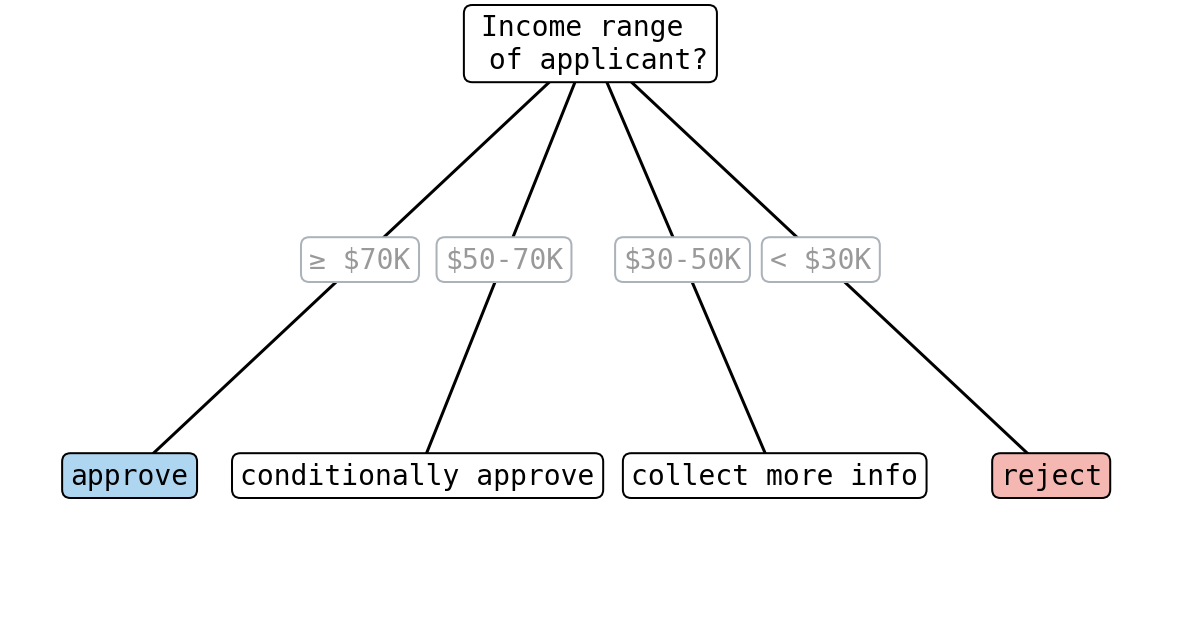 Income range
of applicant?
≥ $70K
$50-70K
$30-50K
< $30K
approve
conditionally approve
collect more info
reject